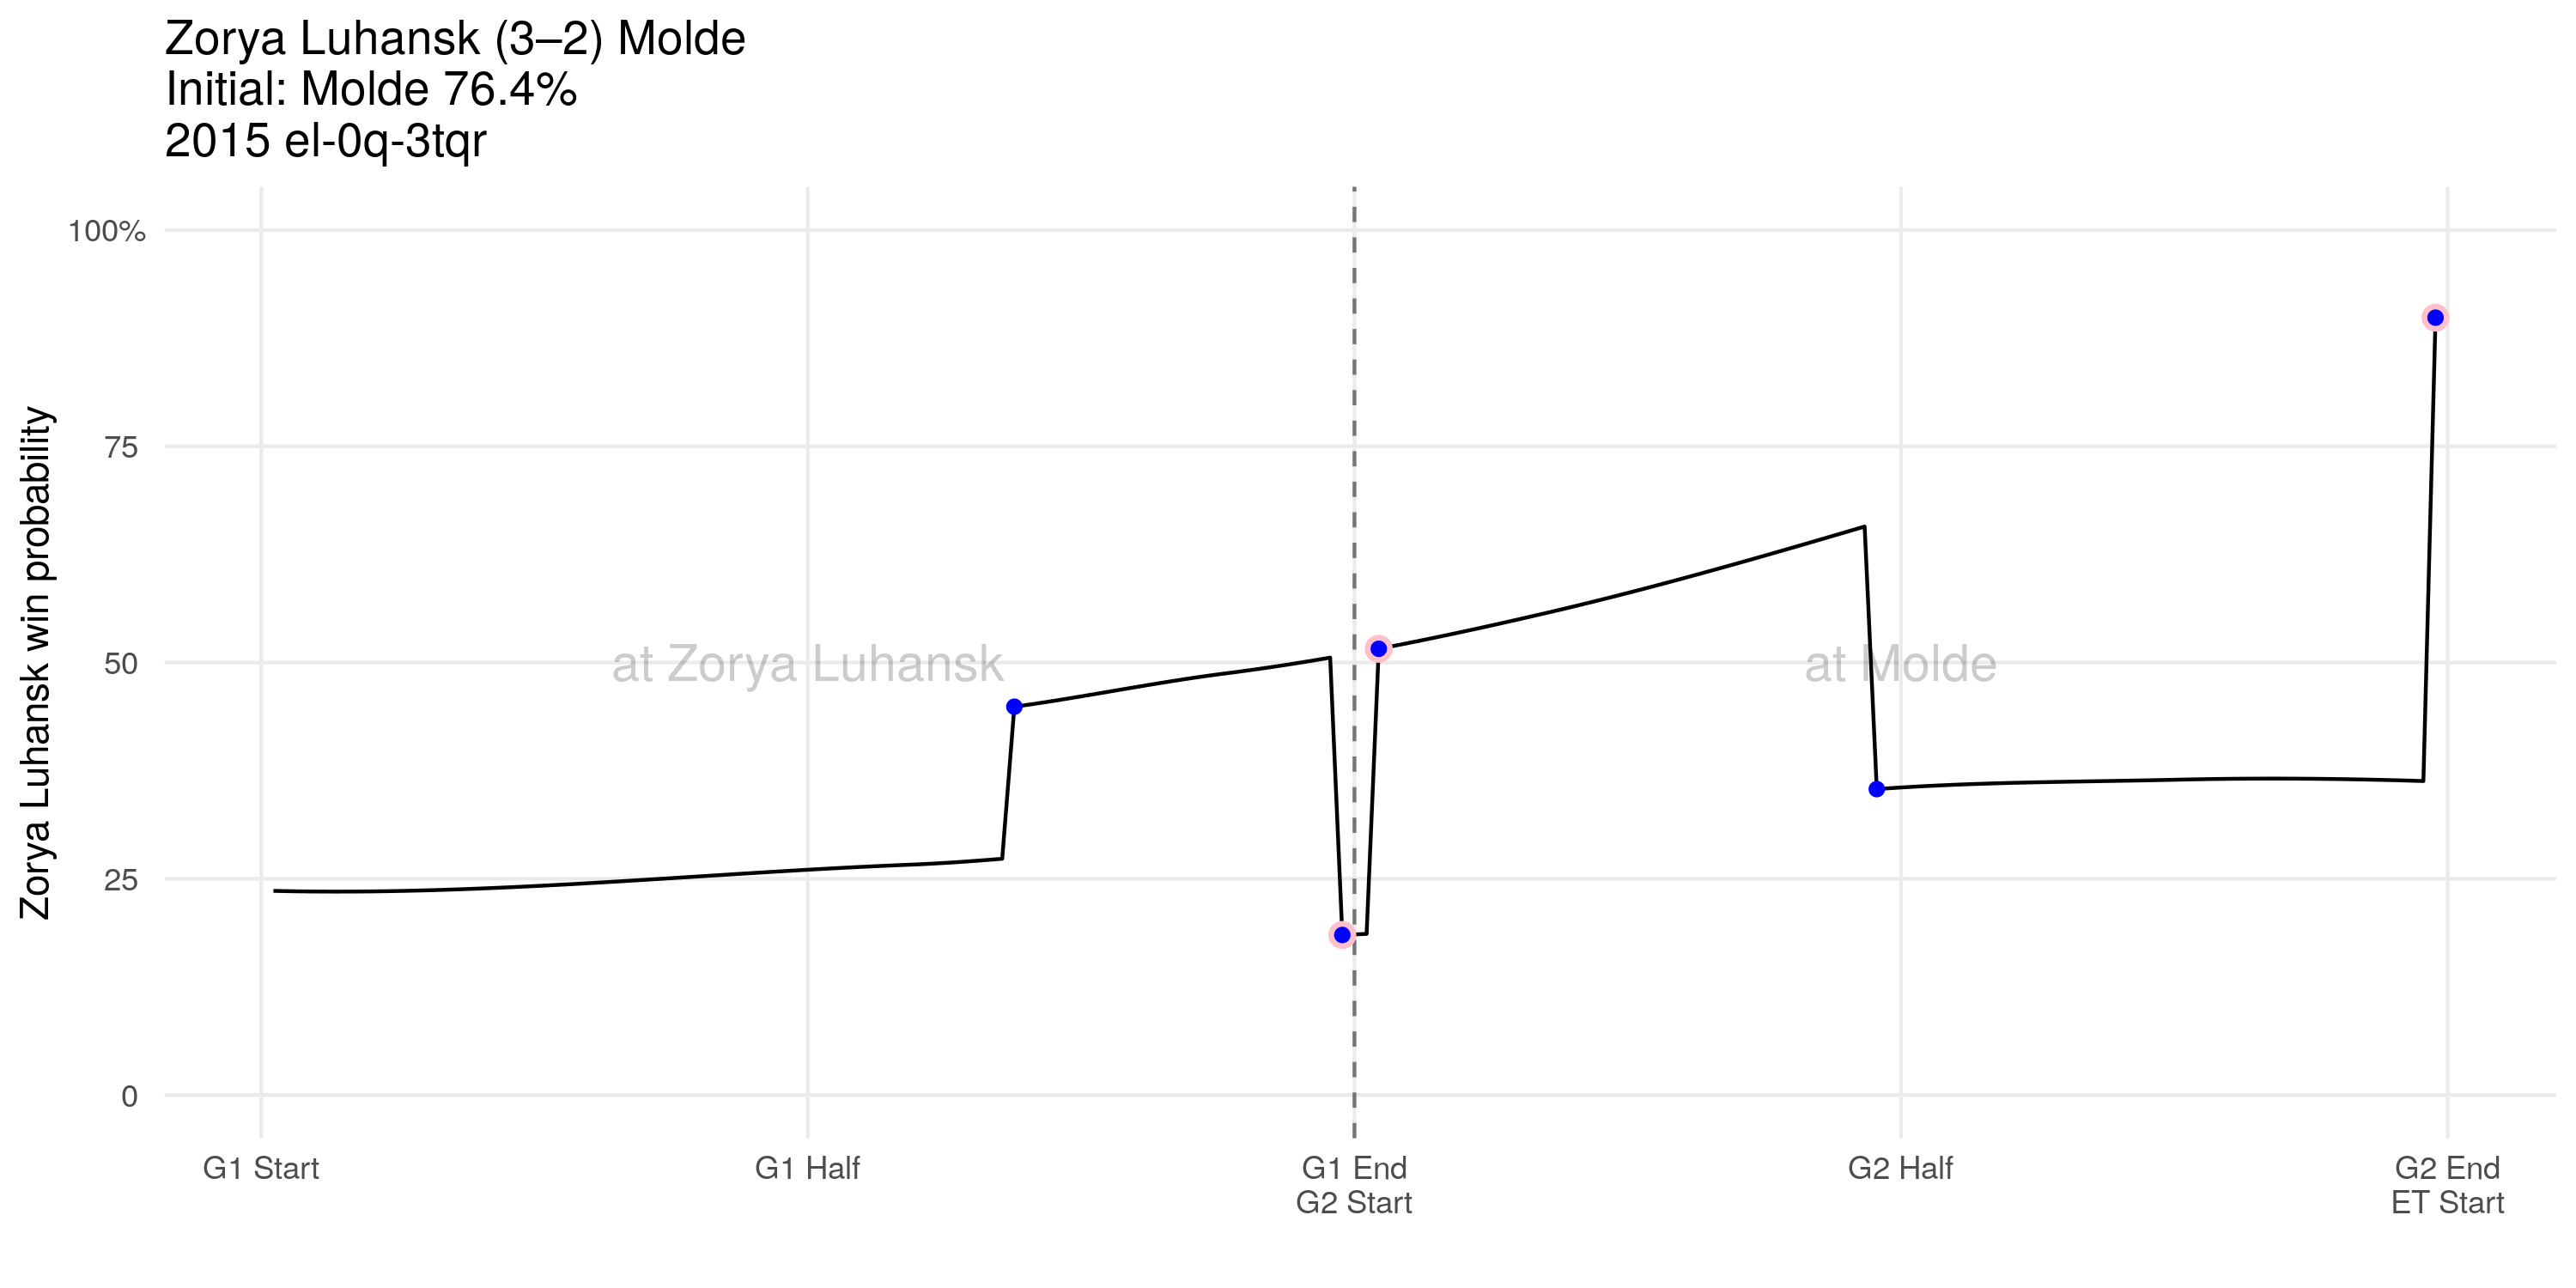 Zorya Luhansk (3–2) Molde
Initial: Molde 76.4%
2015 el-0q-3tqr
Zorya Luhansk win probability
100%
75
50
25
0
at Zorya Luhansk
at Molde
G1 Start
G1 Half
G1 End
G2 Start
G2 Half
G2 End
ET Start